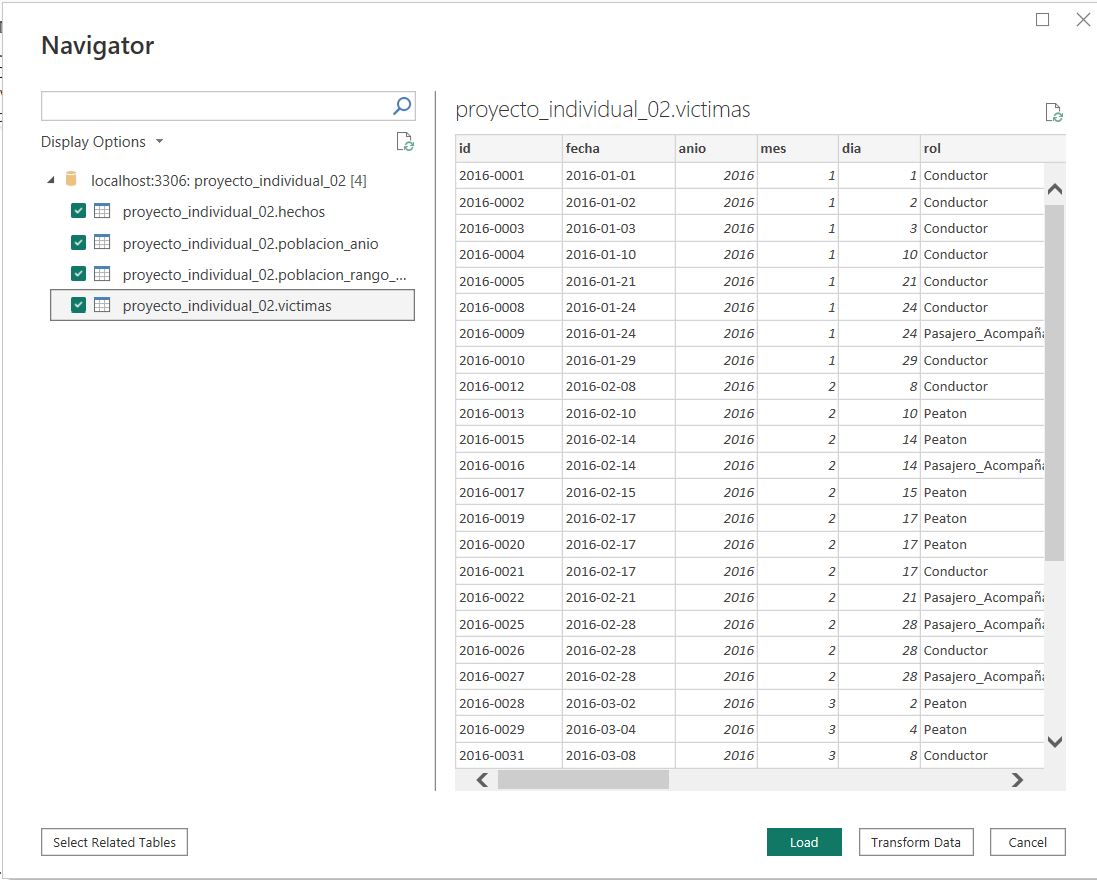 Navigator
Display Options
localhost:3306: proyecto_individual_02 [4]
proyecto_individual_02.hechos
proyecto_individual_02.poblacion_anio
proyecto_individual_02.poblacion_rango_...
proyecto_individual_02.victimas
proyecto_individual_02.victimas
id fecha anio mes dia rol
2016-0001 2016-01-01 2016 1 1 Conductor
2016-0002 2016-01-02 2016 1 2 Conductor
2016-0003 2016-01-03 2016 1 3 Conductor
2016-0004 2016-01-10 2016 1 10 Conductor
2016-0005 2016-01-21 2016 1 21 Conductor
2016-0008 2016-01-24 2016 1 24 Conductor
2016-0009 2016-01-24 2016 1 24 Pasajero_Acompaña
2016-0010 2016-01-29 2016 1 29 Conductor
2016-0012 2016-02-08 2016 2 8 Conductor
2016-0013 2016-02-10 2016 2 10 Peaton
2016-0015 2016-02-14 2016 2 14 Peaton
2016-0016 2016-02-14 2016 2 14 Pasajero_Acompaña
2016-0017 2016-02-15 2016 2 15 Peaton
2016-0019 2016-02-17 2016 2 17 Peaton
2016-0020 2016-02-17 2016 2 17 Peaton
2016-0021 2016-02-17 2016 2 17 Conductor
2016-0022 2016-02-21 2016 2 21 Pasajero_Acompaña
2016-0025 2016-02-28 2016 2 28 Pasajero_Acompaña
2016-0026 2016-02-28 2016 2 28 Conductor
2016-0027 2016-02-28 2016 2 28 Pasajero_Acompaña
2016-0028 2016-03-02 2016 3 2 Peaton
2016-0029 2016-03-04 2016 3 4 Peaton
2016-0031 2016-03-08 2016 3 8 Conductor
Select Related Tables
Load
Transform Data
Cancel